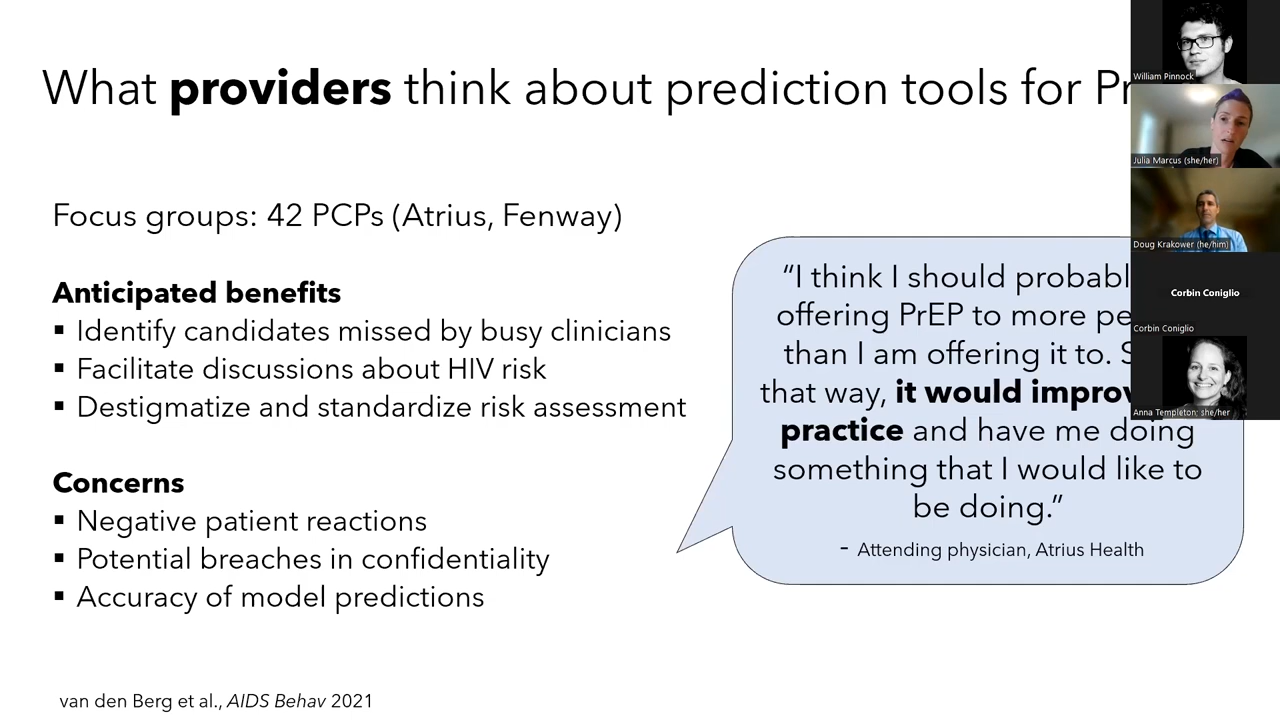 What providers think about prediction tools for
Focus groups: 42 PCPs (Atrius, Fenway)
Anticipated benefits
▪ Identify candidates missed by busy clinicians
▪ Facilitate discussions about HIV risk
▪ Destigmatize and standardize risk assessment
Concerns
▪ Negative patient reactions
▪ Potential breaches in confidentiality
▪ Accuracy of model predictions
“I think I should
offering PrEP to more
than I am offering it to.
that way, it would
practice and have me doing
something that I would like to
be doing.”
- Attending physician, Atrius Health
van den Berg et al., AIDS Behav 2021
William Pinnock
Julia Marcus (she/her)
Doug Krakower (he/him)
Corbin Coniglio
Corbin Coniglio
Anna Templeton: she/her